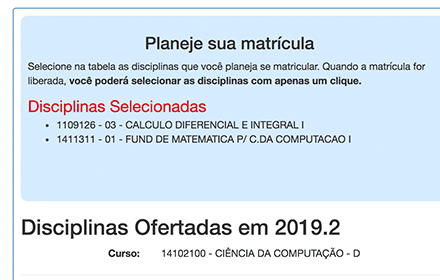 Planeje sua matrícula
Selecione na tabela as disciplinas que você planeja se matricular. Quando a matrícula for
liberada, você poderá selecionar as disciplinas com apenas um clique.
Disciplinas Selecionadas
• 1109126 - 03 - CALCULO DIFERENCIAL E INTEGRAL I
• 1411311 - 01 - FUND DE MATEMATICA P/ C.DA COMPUTACAO I
Disciplinas Ofertadas em 2019.2
Curso: 14102100 - CIÊNCIA DA COMPUTAÇÃO - D